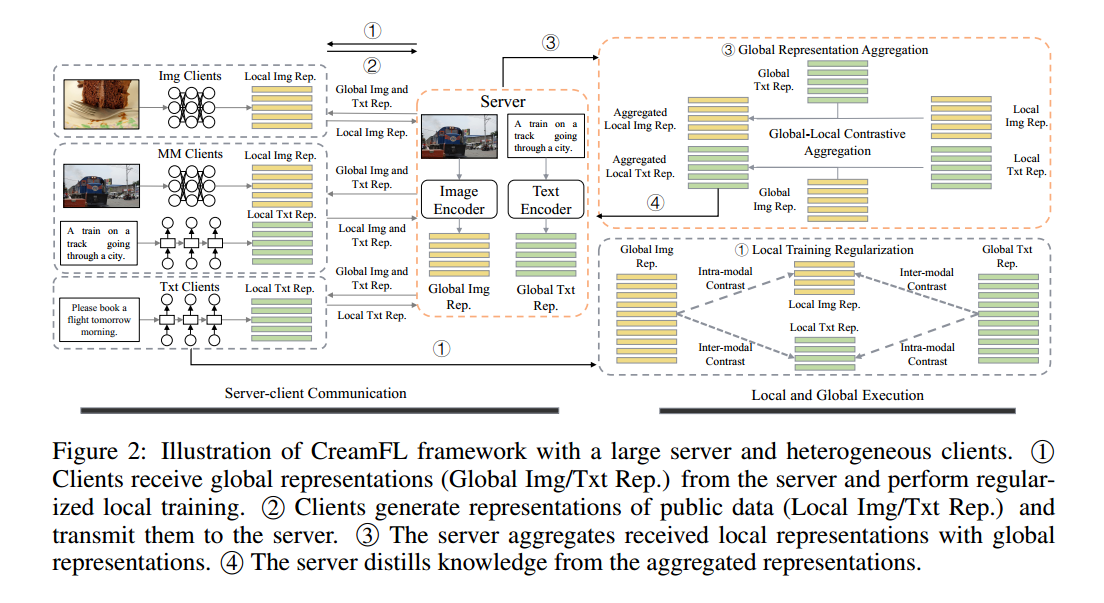 ①
②
③
Img Clients
Local Img Rep.
MM Clients
Local Img Rep.
Local Txt Rep.
A train on a
track going
through a city.
Txt Clients
Local Txt Rep.
Please book a
flight tomorrow
morning.
Global Img and
Txt Rep.
Local Img Rep.
Global Img and
Txt Rep.
Local Img and
Txt Rep.
Global Img and
Txt Rep.
Local Txt Rep.
①
Server
A train on a
track going
through a city.
Image
Encoder
Text
Encoder
Global Img
Rep.
Global Txt
Rep.
③ Global Representation Aggregation
Global
Txt Rep.
Aggregated
Local Img Rep.
Local
Img Rep.
Global-Local Contrastive
Aggregation
Aggregated
Local Txt Rep.
Local
Txt Rep.
Global
Img Rep.
④
① Local Training Regularization
Global Img
Rep.
Global Txt
Rep.
Intra-modal
Contrast
Inter-modal
Contrast
Local Img Rep.
Local Txt Rep.
Inter-modal
Contrast
Intra-modal
Contrast
Server-client Communication
Local and Global Execution
Figure 2: Illustration of CreamFL framework with a large server and heterogeneous clients. ①
Clients receive global representations (Global Img/Txt Rep.) from the server and perform regular-
ized local training. ② Clients generate representations of public data (Local Img/Txt Rep.) and
transmit them to the server. ③ The server aggregates received local representations with global
representations. ④ The server distills knowledge from the aggregated representations.